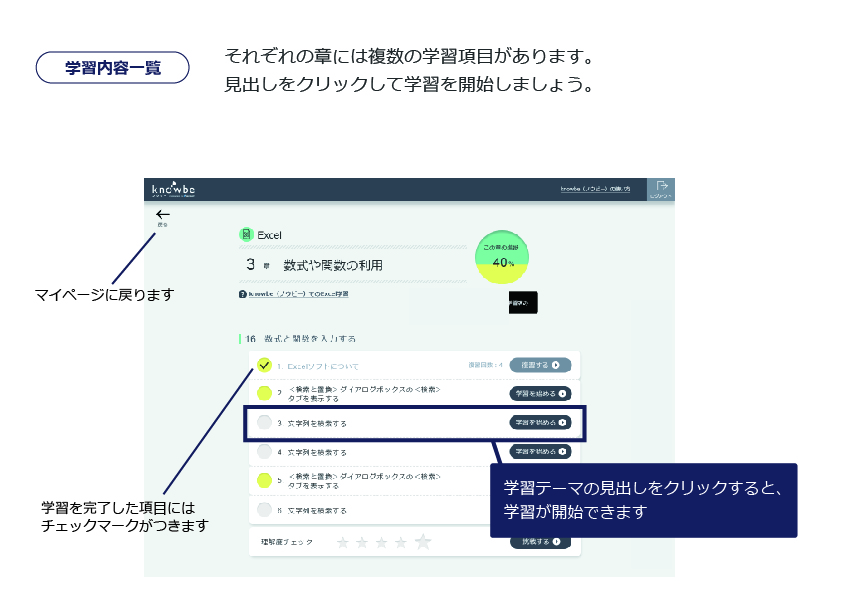 学習内容一覧
それぞれの章には複数の学習項目があります。
見出しをクリックして学習を開始しましょう。
knowbe
knowbe（ノウビー）の使い方
戻る
マイページに戻ります
Excel
3 章 数式や関数の利用
40%
knowbe（ノウビー）でのExcel学習
16 数式と関数を入力する
1. Excelソフトについて
復習回数：4
復習する
2 ＜検索と置換＞ダイアログボックスの＜検索＞
タブを表示する
学習を始める
3 文字列を検索する
学習を始める
4 文字列を検索する
学習を始める
5 ＜検索と置換＞ダイアログボックスの＜検索＞
タブを表示する
6 文字列を検索する
理解度チェック
挑戦する
学習テーマの見出しをクリックすると、
学習が開始できます
学習を完了した項目には
チェックマークがつきます